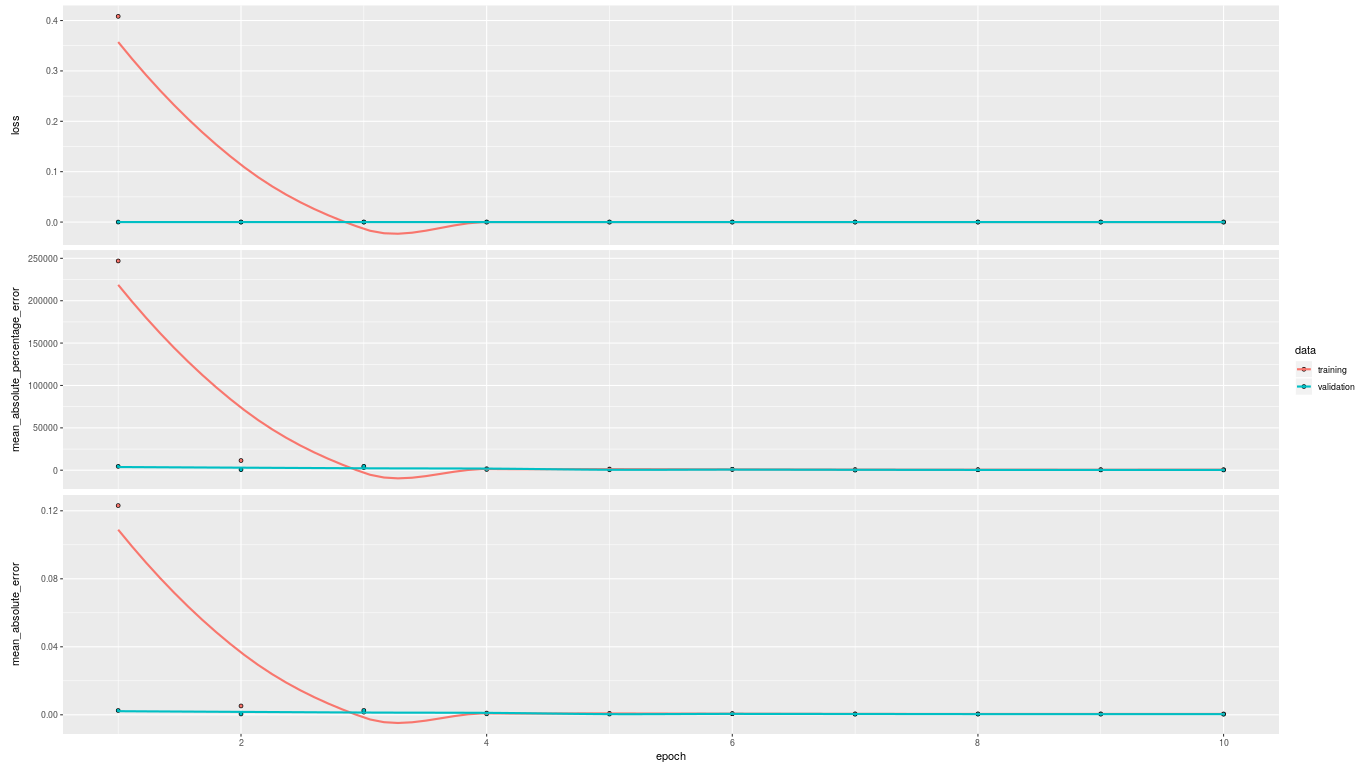 loss
0.4
0.3
0.2
0.1
0.0
mean_absolute_percentage_error
250000
200000
150000
100000
50000
0
mean_absolute_error
0.12
0.08
0.04
0.00
2 4 6 8 10
epoch
data
training
validation